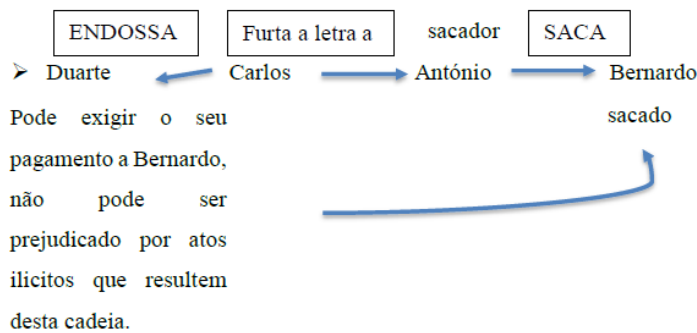 ENDOSSA Furta a letra a sacador SACA
➢ Duarte Carlos António Bernardo
Pode exigir o seu sacado
pagamento a Bernardo,
não pode ser
prejudicado por atos
ilicitos que resultem
desta cadeia.